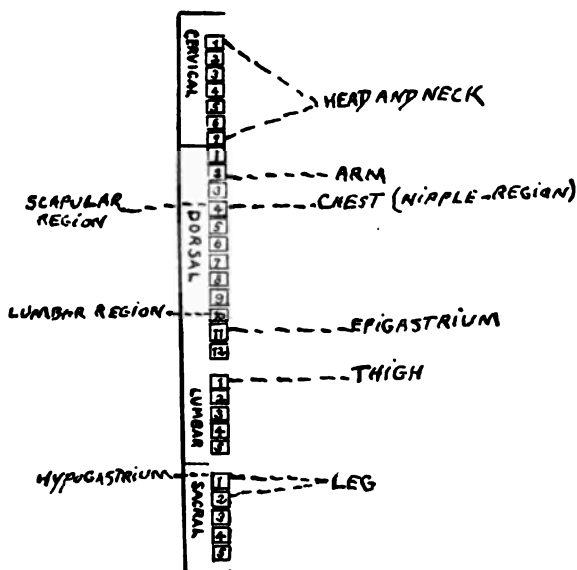 CERVICAL
1
2
3
4
5
6
7
HEAD AND NECK
DORSAL
1
2
ARM
3
SCAPULAR
REGION
4
CHEST (NIPPLE-REGION)
5
6
7
8
9
LUMBAR REGION
10
11
EPIGASTRIUM
12
LUMBAR
1
THIGH
2
3
4
5
SACRAL
HYPOGASTRIUM
1
LEG
2
3
4
5